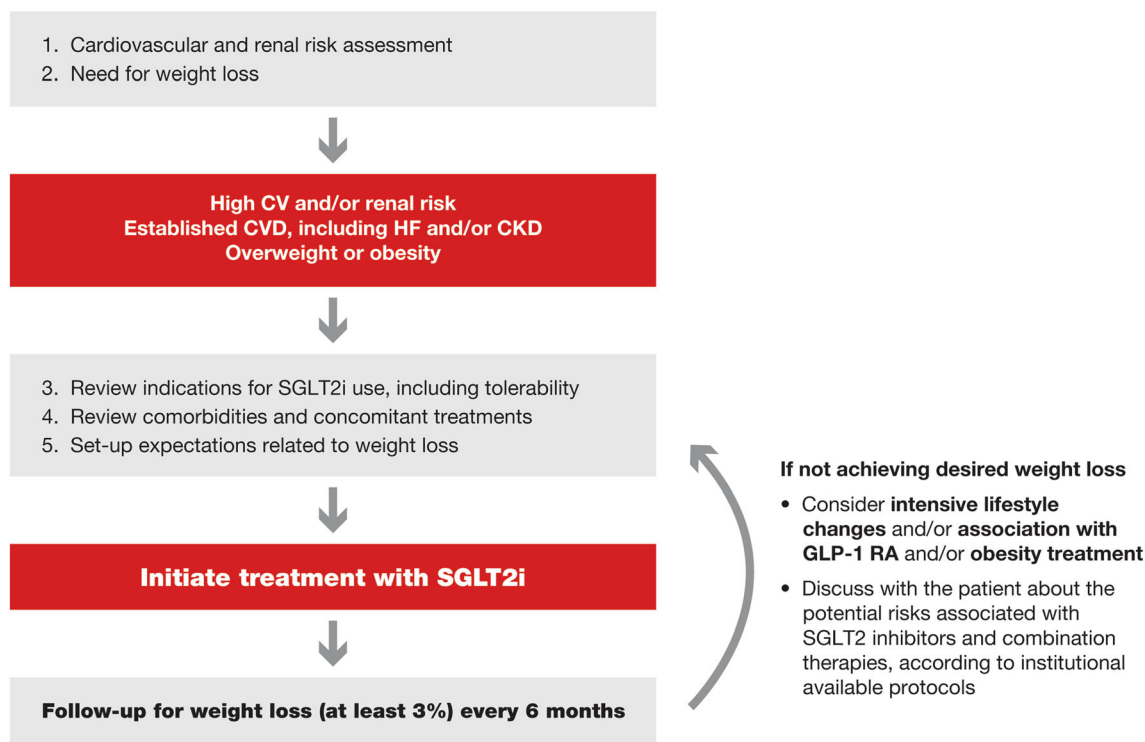 1. Cardiovascular and renal risk assessment
2. Need for weight loss
High CV and/or renal risk
Established CVD, including HF and/or CKD
Overweight or obesity
3. Review indications for SGLT2i use, including tolerability
4. Review comorbidities and concomitant treatments
5. Set-up expectations related to weight loss
Initiate treatment with SGLT2i
Follow-up for weight loss (at least 3%) every 6 months
If not achieving desired weight loss
• Consider intensive lifestyle
changes and/or association with
GLP-1 RA and/or obesity treatment
• Discuss with the patient about the
potential risks associated with
SGLT2 inhibitors and combination
therapies, according to institutional
available protocols